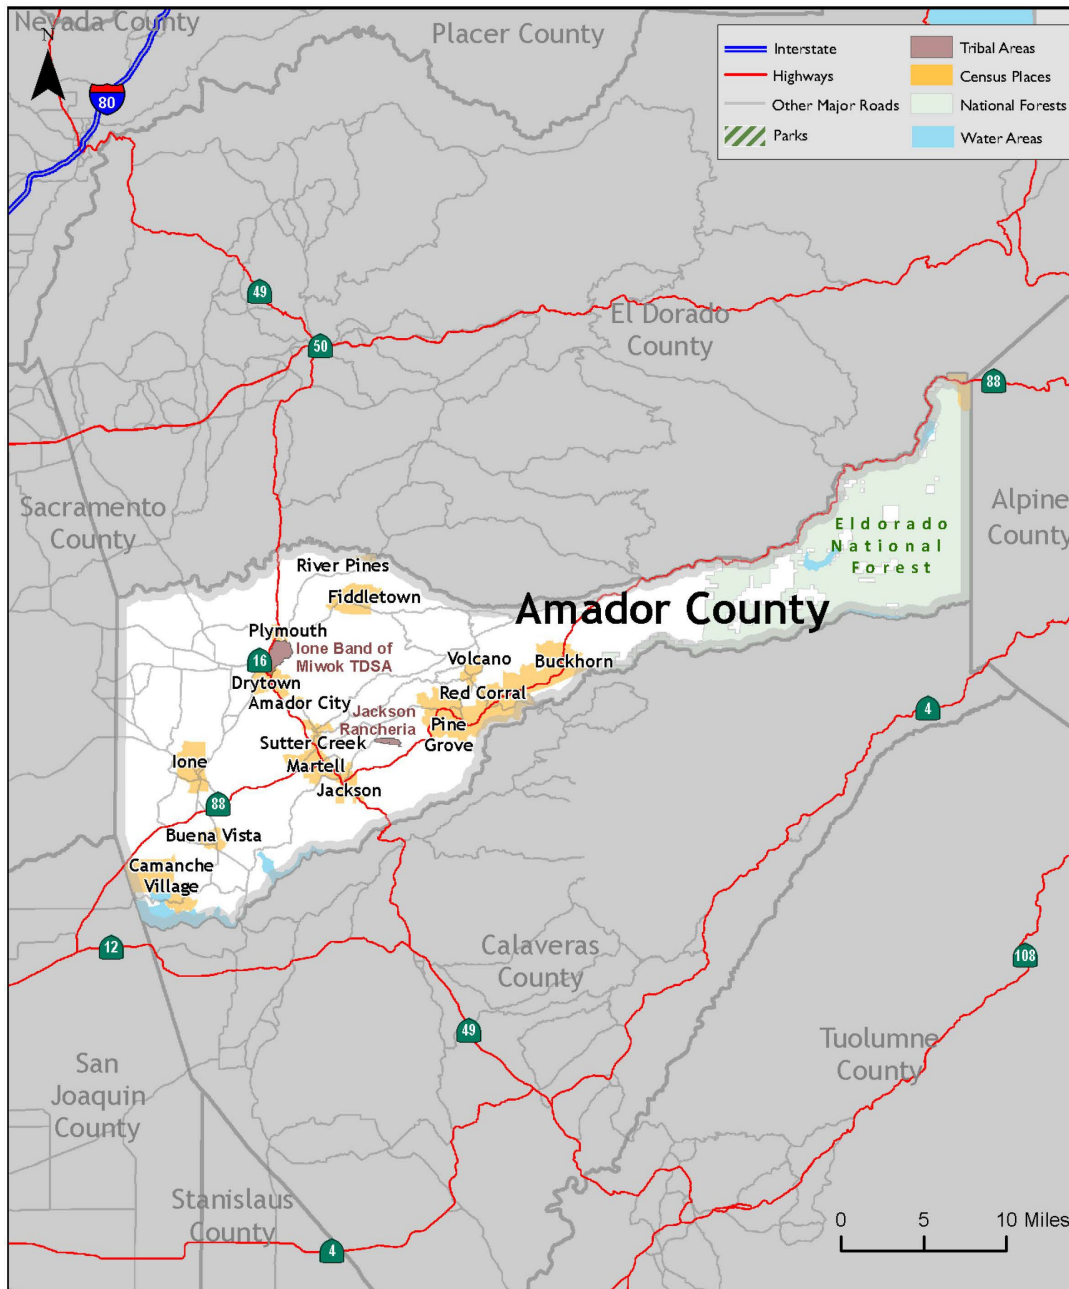 Nevada County
Placer County
N
80
Interstate
Highways
Other Major Roads
Parks
Tribal Areas
Census Places
National Forests
Water Areas
49
50
El Dorado
County
88
Sacramento
County
Alpine
County
Eldorado
National
Forest
River Pines
Fiddletown
Amador County
Plymouth
Ione Band of
Miwok TDSA
16
Drytown
Amador City
Volcano
Buckhorn
Red Corral
Jackson
Rancheria
Pine
Grove
4
Sutter Creek
Ione
Martell
Jackson
88
Buena Vista
Camanche
Village
12
Calaveras
County
108
49
Tuolumne
County
San
Joaquin
County
Stanislaus
County
4
0 5 10 Miles